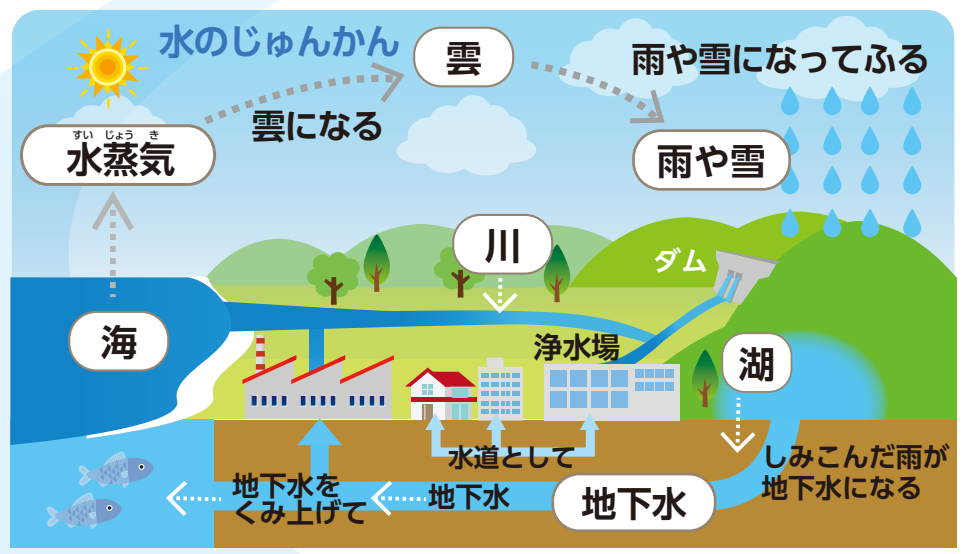 水のじゅんかん
雲
雨や雪になってふる
雲になる
すい じょう き
水蒸気
雨や雪
川
ダム
海
浄水場
湖
水道として
しみこんだ雨が
地下水になる
地下水を
くみ上げて
地下水
地下水